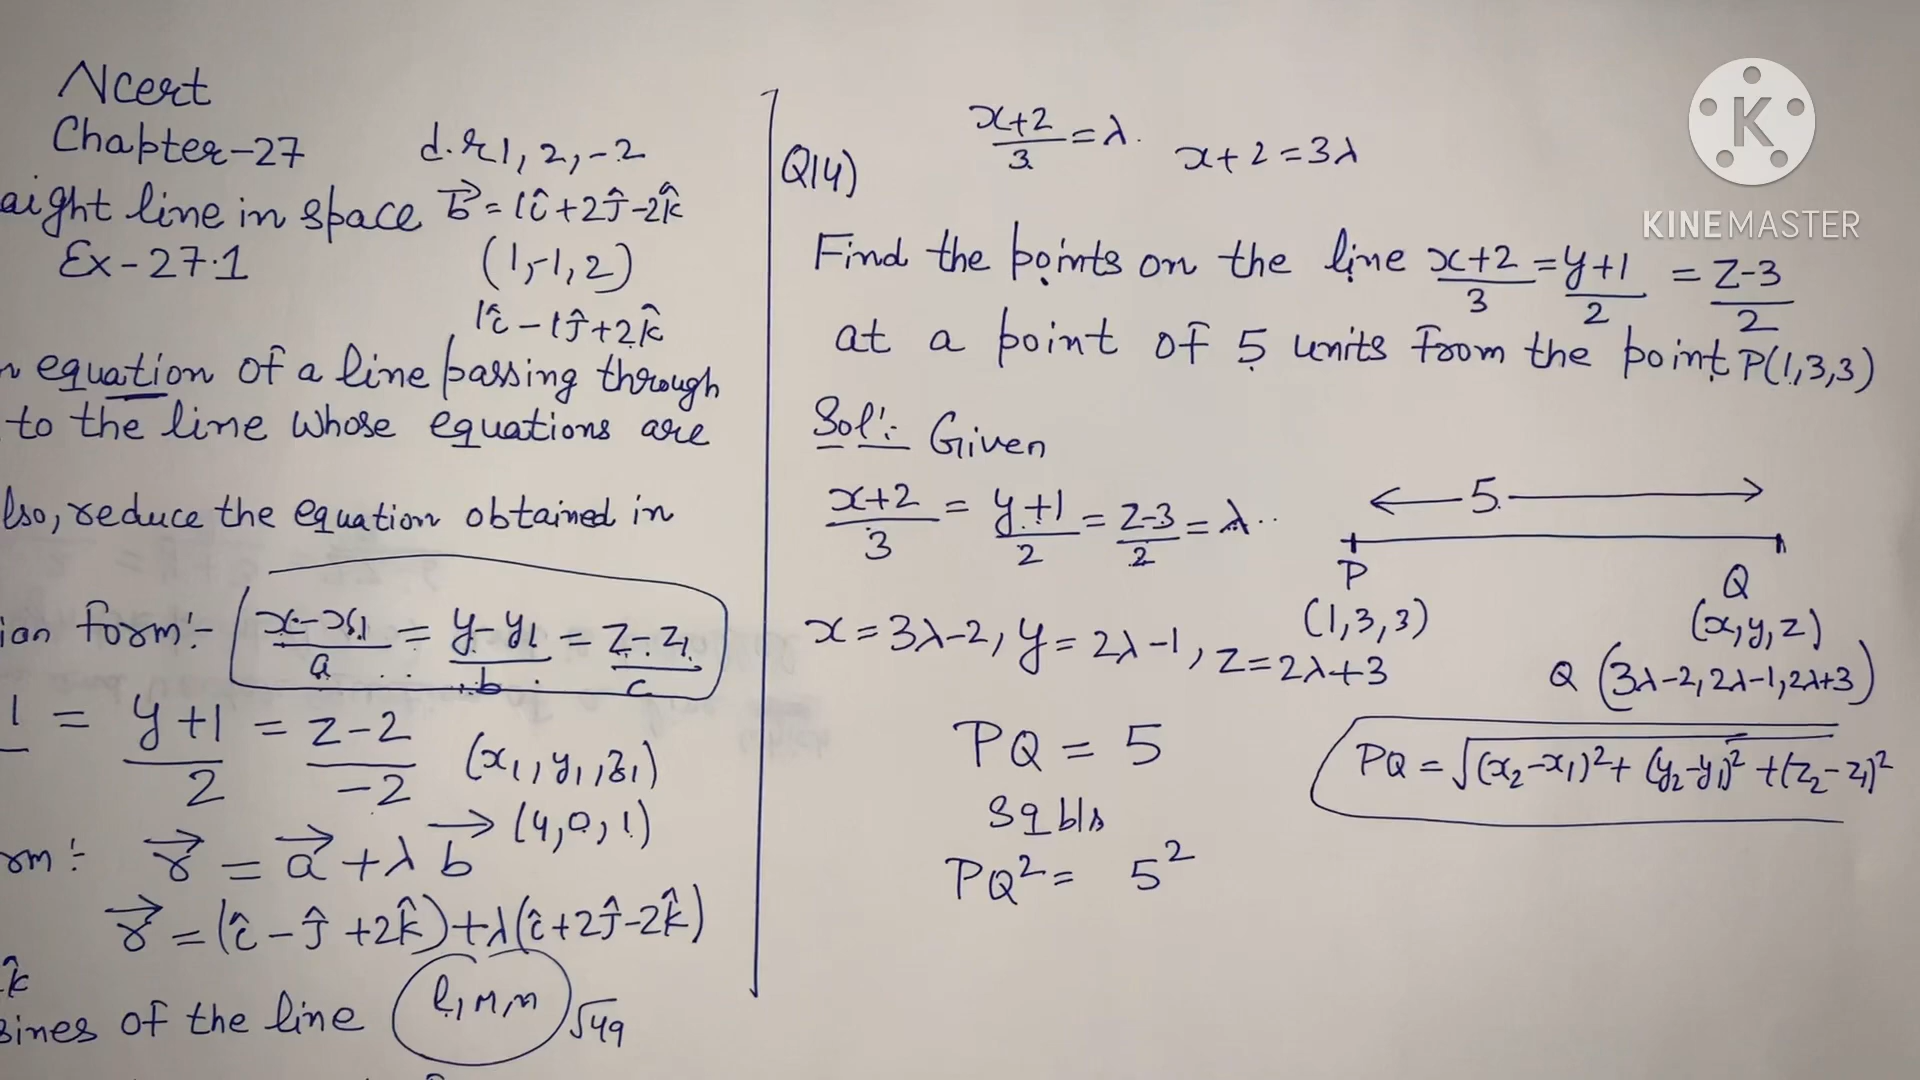 Ncert
Chapter-27
d.r 1, 2, -2
aight line in space
b⃗ = 1î+2ĵ-2k̂
Ex-27.1
(1,-1,2)
1î-1ĵ+2k̂
equation of a line passing through
to the line whose equations are
lso, reduce the equation obtained in
ian form:- (x-x₁)/a = (y-y₁)/b = (z-z₁)/c
1 = (y+1)/2 = (z-2)/-2
(x₁, y₁, z₁)
(4,0,1)
rm:- r⃗ = a⃗ + λ b⃗
r⃗ = (î-ĵ+2k̂)+λ(î+2ĵ-2k̂)
k̂
sines of the line
l, m, n
√49
(x+2)/3 = λ.
x+2=3λ
Q14)
Find the points on the line (x+2)/3 = (y+1)/2 = (z-3)/2
at a point of 5 units from the point P(1,3,3)
Sol:- Given
(x+2)/3 = (y+1)/2 = (z-3)/2 = λ..
5
P
Q
(1,3,3)
(x,y,z)
x=3λ-2, y=2λ-1, z=2λ+3
Q (3λ-2, 2λ-1, 2λ+3)
PQ = 5
PQ = √(x₂-x₁)²+(y₂-y₁)²+(z₂-z₁)²
Sq b/s
PQ² = 5²
K
KINEMASTER